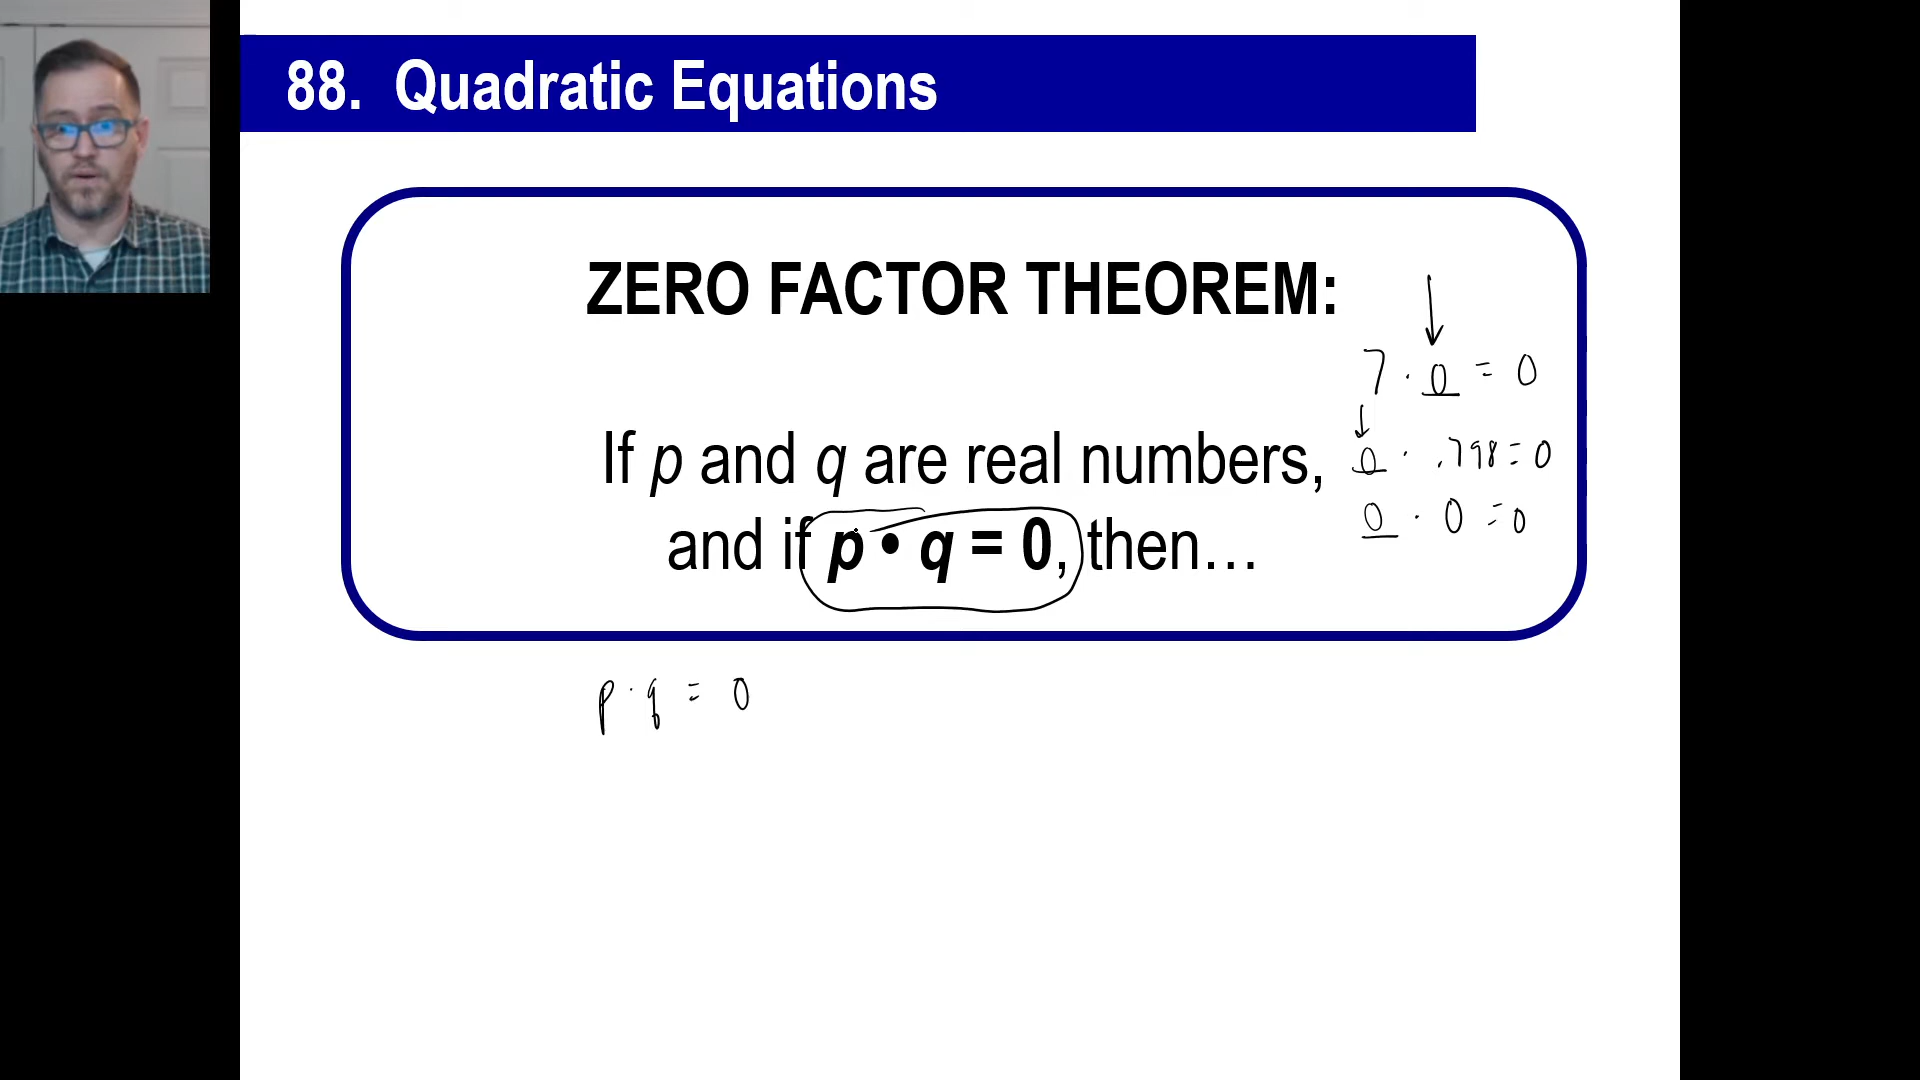 88. Quadratic Equations
ZERO FACTOR THEOREM:
7 · 0 = 0
If p and q are real numbers,
0 · .798 = 0
and if p • q = 0, then…
0 · 0 = 0
p · q = 0